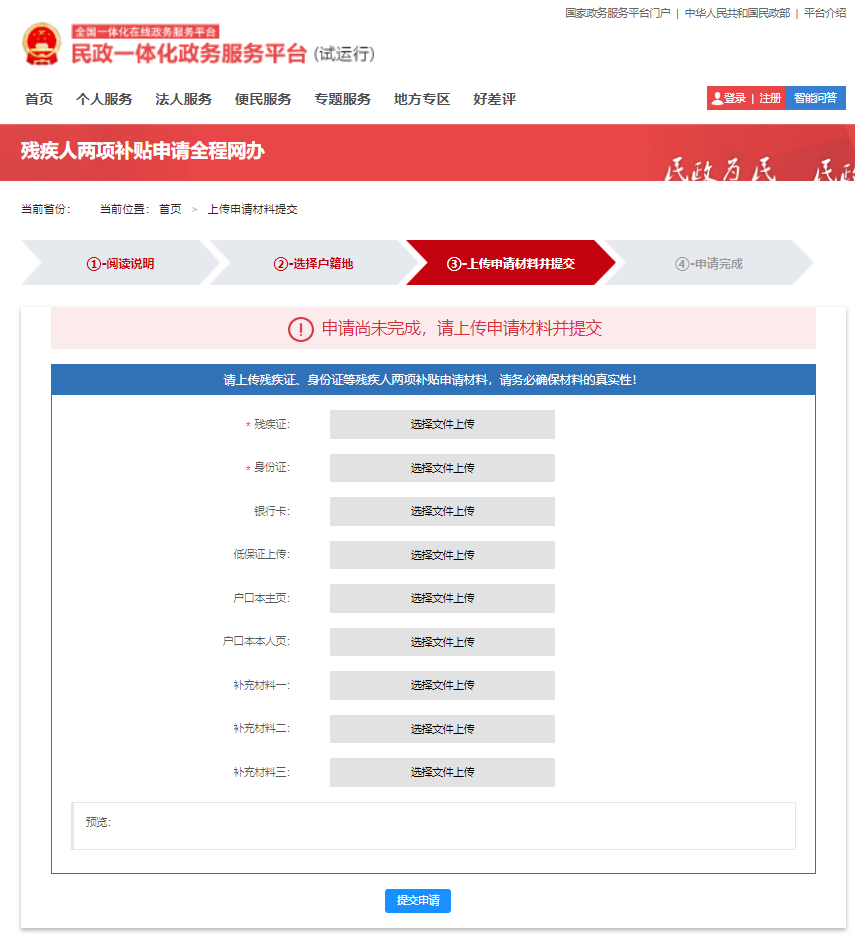 国家政务服务平台门户 | 中华人民共和国民政部 | 平台介绍
全国一体化在线政务服务平台
民政一体化政务服务平台 (试运行)
首页 个人服务 法人服务 便民服务 专题服务 地方专区 好差评
登录 | 注册 智能问答
残疾人两项补贴申请全程网办
民政为民 民政
当前省份： 当前位置： 首页 > 上传申请材料提交
①-阅读说明 ②-选择户籍地 ③-上传申请材料并提交 ④-申请完成
申请尚未完成，请上传申请材料并提交
请上传残疾证、身份证等残疾人两项补贴申请材料，请务必确保材料的真实性！
* 残疾证： 选择文件上传
* 身份证： 选择文件上传
银行卡： 选择文件上传
低保证上传： 选择文件上传
户口本主页： 选择文件上传
户口本本人页： 选择文件上传
补充材料一： 选择文件上传
补充材料二： 选择文件上传
补充材料三： 选择文件上传
预览：
提交申请